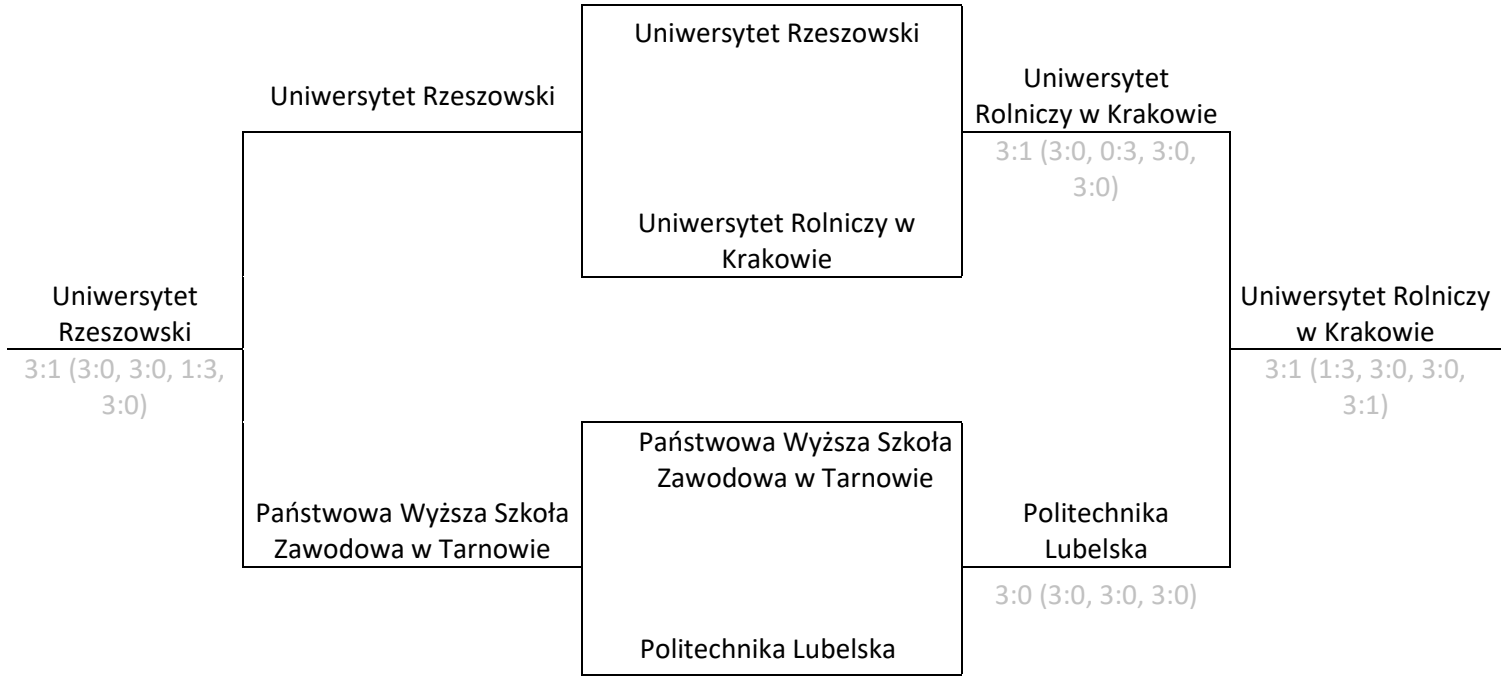 Uniwersytet Rzeszowski
Uniwersytet Rzeszowski
Uniwersytet
Rolniczy w Krakowie
3:1 (3:0, 0:3, 3:0,
3:0)
Uniwersytet Rolniczy w
Krakowie
Uniwersytet
Rzeszowski
3:1 (3:0, 3:0, 1:3,
3:0)
Uniwersytet Rolniczy
w Krakowie
3:1 (1:3, 3:0, 3:0,
3:1)
Państwowa Wyższa Szkoła
Zawodowa w Tarnowie
Państwowa Wyższa Szkoła
Zawodowa w Tarnowie
Politechnika
Lubelska
3:0 (3:0, 3:0, 3:0)
Politechnika Lubelska